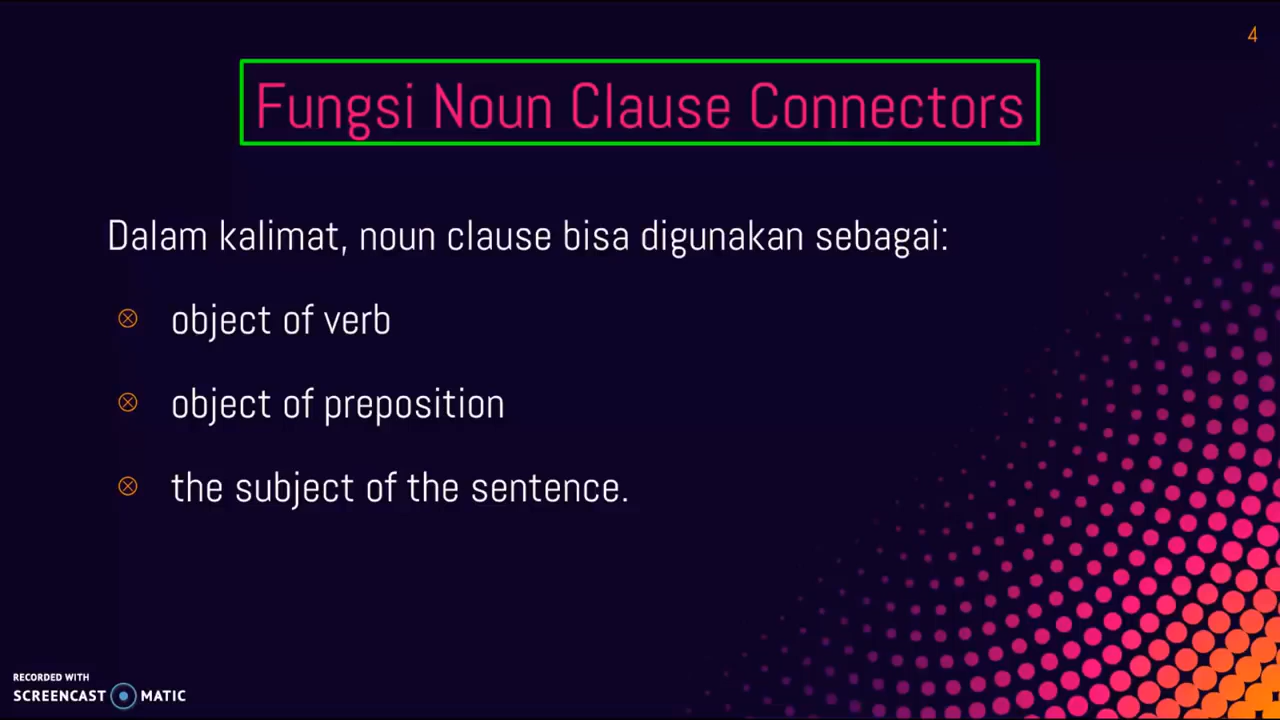 4
Fungsi Noun Clause Connectors
Dalam kalimat, noun clause bisa digunakan sebagai:
object of verb
object of preposition
the subject of the sentence.
RECORDED WITH
SCREENCAST MATIC